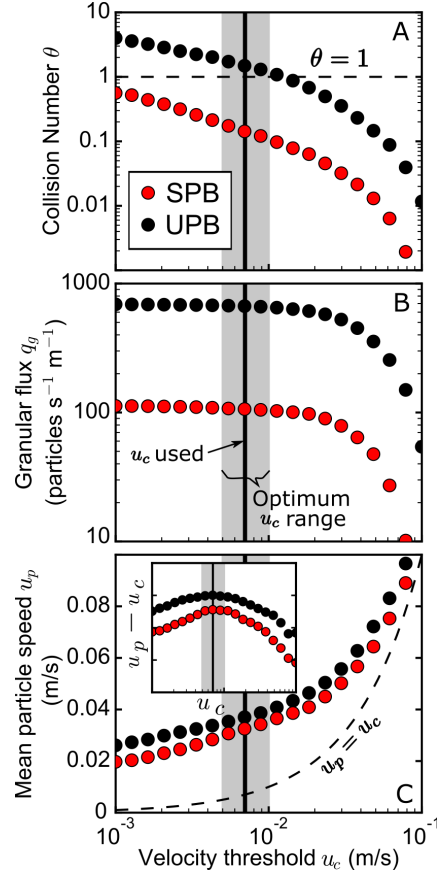 A
Collision Number θ
1
0.1
0.01
θ = 1
SPB
UPB
B
Granular flux q_g
(particles s⁻¹ m⁻¹)
1000
100
10
u_c used
Optimum
u_c range
C
Mean particle speed u_p
(m/s)
0.08
0.06
0.04
0.02
0
u_p − u_c
u_c
u_p = u_c
10⁻³
10⁻²
10⁻¹
Velocity threshold u_c (m/s)